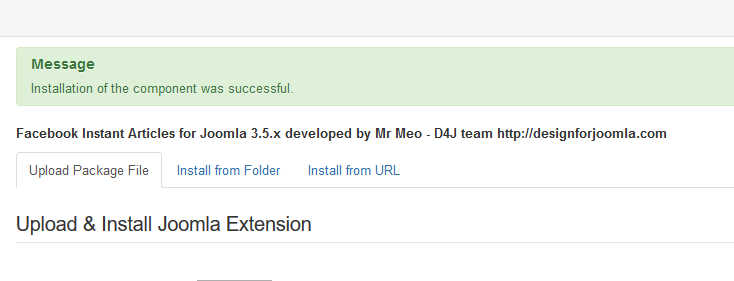 Message
Installation of the component was successful.
Facebook Instant Articles for Joomla 3.5.x developed by Mr Meo - D4J team http://designforjoomla.com
Upload Package File Install from Folder Install from URL
Upload & Install Joomla Extension